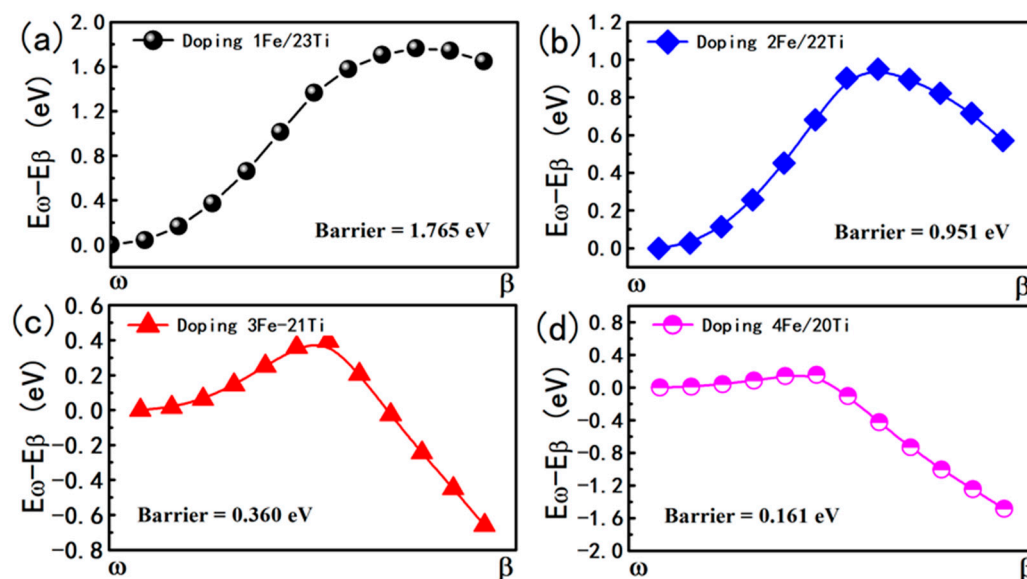 (a)
Doping 1Fe/23Ti
2.0
1.6
1.2
0.8
0.4
0.0
Eω−Eβ (eV)
Barrier = 1.765 eV
ω
β
(b)
Doping 2Fe/22Ti
1.2
1.0
0.8
0.6
0.4
0.2
0.0
Eω−Eβ (eV)
Barrier = 0.951 eV
ω
β
(c)
Doping 3Fe-21Ti
0.6
0.4
0.2
0.0
−0.2
−0.4
−0.6
−0.8
Eω−Eβ (eV)
Barrier = 0.360 eV
ω
β
(d)
Doping 4Fe/20Ti
0.8
0.4
0.0
−0.4
−0.8
−1.2
−1.6
−2.0
Eω−Eβ (eV)
Barrier = 0.161 eV
ω
β